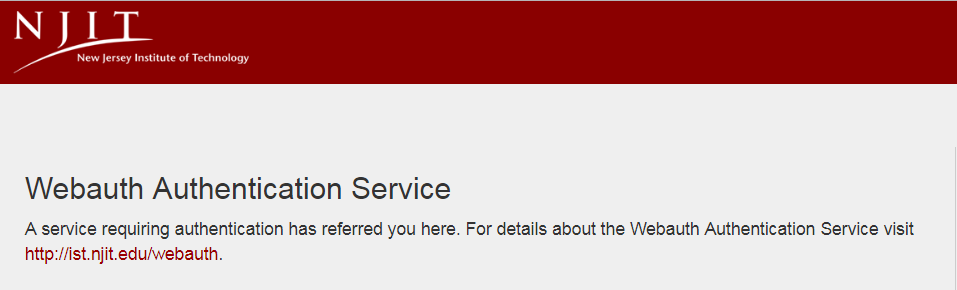 NJIT
New Jersey Institute of Technology
Webauth Authentication Service
A service requiring authentication has referred you here. For details about the Webauth Authentication Service visit
http://ist.njit.edu/webauth.